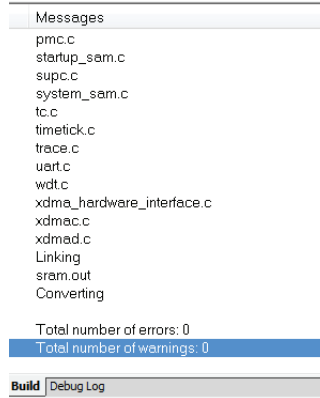 Messages
pmc.c
startup_sam.c
supc.c
system_sam.c
tc.c
timetick.c
trace.c
uart.c
wdt.c
xdma_hardware_interface.c
xdmac.c
xdmad.c
Linking
sram.out
Converting
Total number of errors: 0
Total number of warnings: 0
Build Debug Log